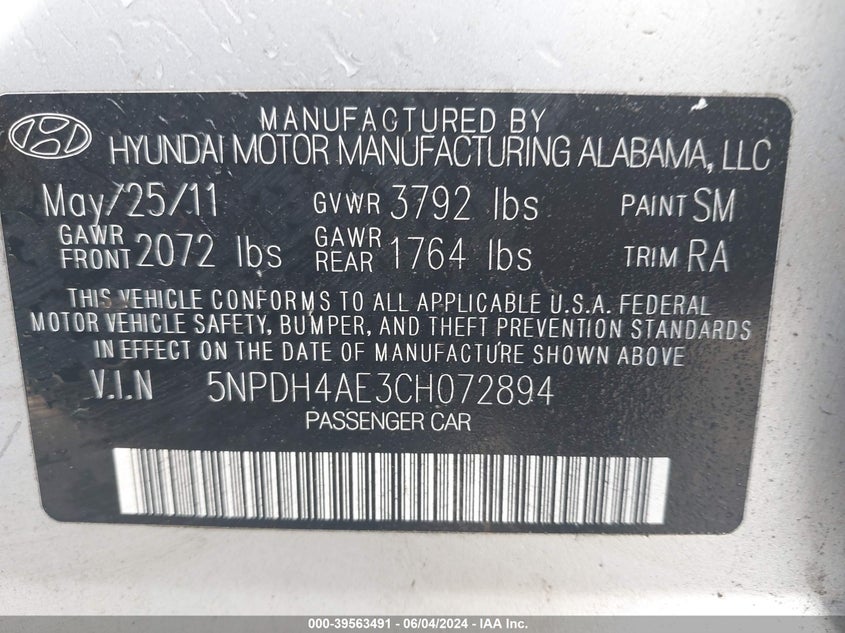 MANUFACTURED BY
HYUNDAI MOTOR MANUFACTURING ALABAMA, LLC
May/25/11 GVWR 3792 lbs PAINT SM
GAWR FRONT 2072 lbs GAWR REAR 1764 lbs TRIM RA
THIS VEHICLE CONFORMS TO ALL APPLICABLE U.S.A. FEDERAL
MOTOR VEHICLE SAFETY, BUMPER, AND THEFT PREVENTION STANDARDS
IN EFFECT ON THE DATE OF MANUFACTURE SHOWN ABOVE
V.I.N 5NPDH4AE3CH072894
PASSENGER CAR
000-39563491 - 06/04/2024 - IAA Inc.